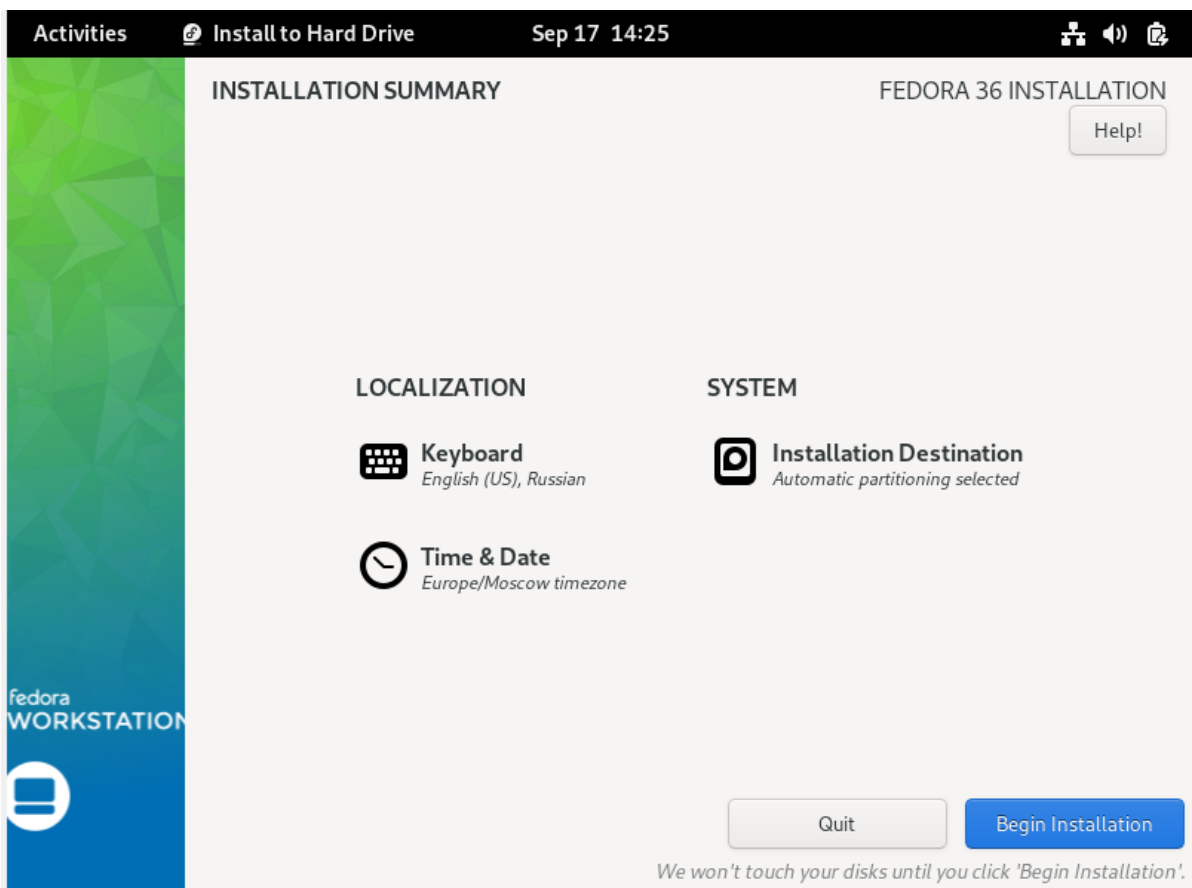 Activities Install to Hard Drive Sep 17 14:25
INSTALLATION SUMMARY
FEDORA 36 INSTALLATION
Help!
LOCALIZATION
Keyboard
English (US), Russian
Time & Date
Europe/Moscow timezone
SYSTEM
Installation Destination
Automatic partitioning selected
fedora
WORKSTATION
Quit
Begin Installation
We won't touch your disks until you click 'Begin Installation'.